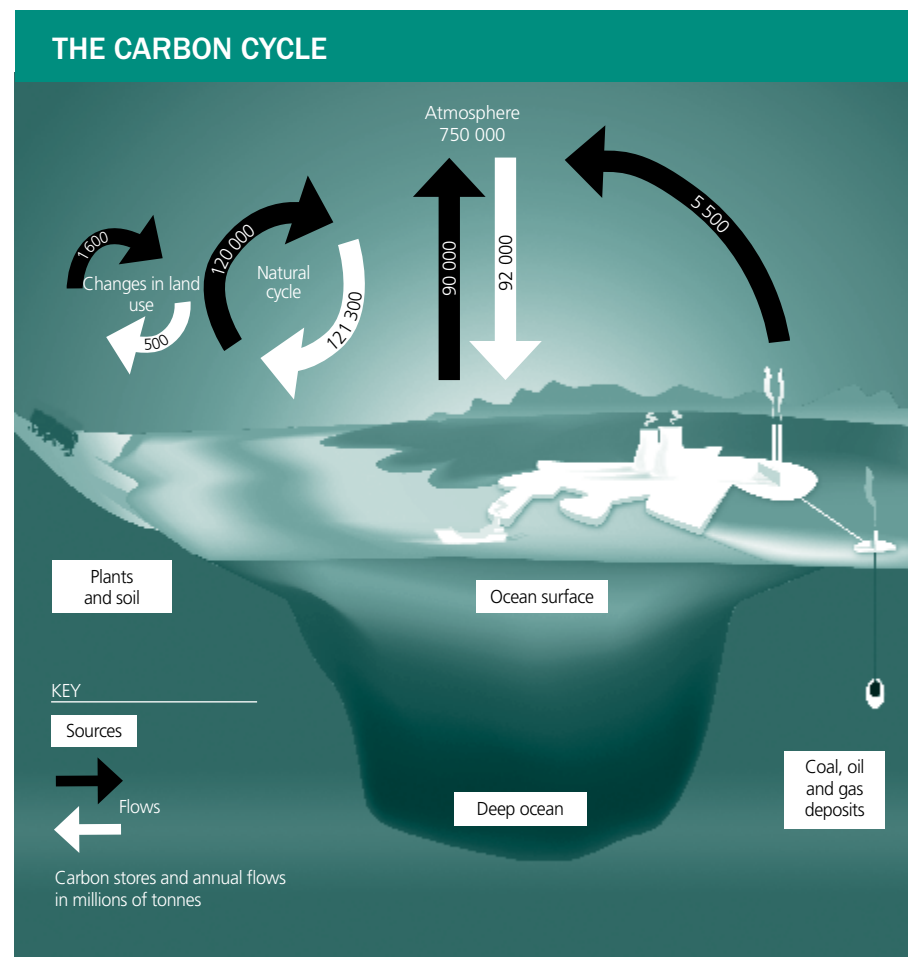 THE CARBON CYCLE
Atmosphere
750 000
1600
Changes in land
use
500
120 000
Natural
cycle
121 300
90 000
92 000
5 500
Plants
and soil
Ocean surface
KEY
Sources
Flows
Deep ocean
Coal, oil
and gas
deposits
Carbon stores and annual flows
in millions of tonnes